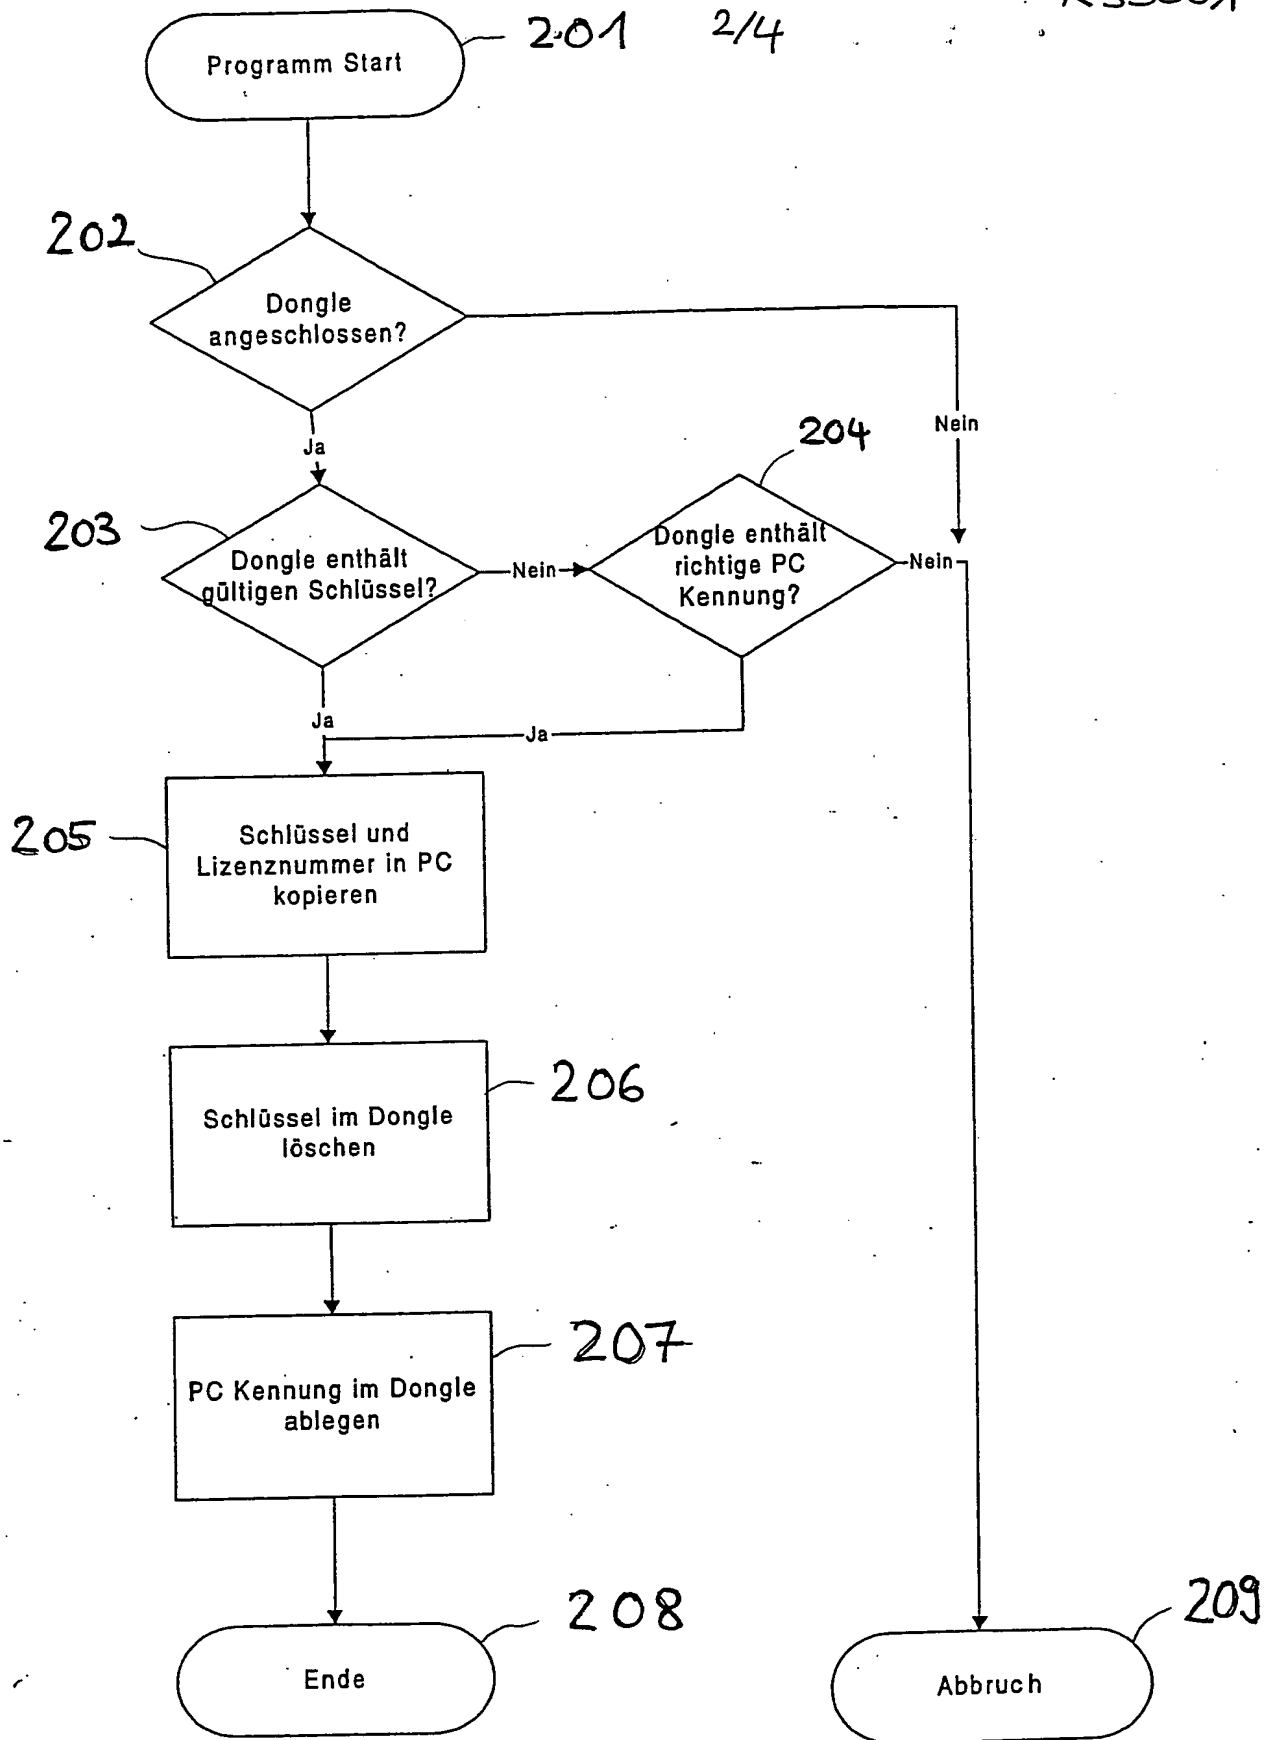 201 2/4
Programm Start
202
Dongle
angeschlossen?
Nein
Ja
204
203
Dongle enthält
gültigen Schlüssel?
Nein
Dongle enthält
richtige PC
Kennung?
Nein
Ja
Ja
205
Schlüssel und
Lizenznummer in PC
kopieren
206
Schlüssel im Dongle
löschen
207
PC Kennung im Dongle
ablegen
208
209
Ende
Abbruch